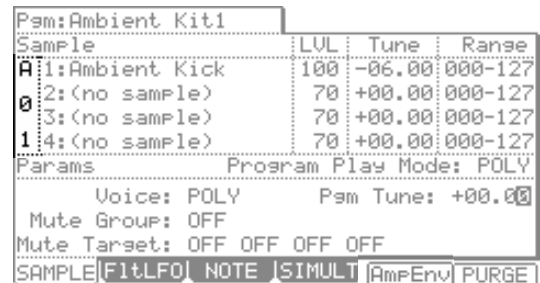 Pgm:Ambient Kit1
Sample LVL Tune Range
A 1:Ambient Kick 100 -06.00 000-127
0 2:(no sample) 70 +00.00 000-127
3:(no sample) 70 +00.00 000-127
1 4:(no sample) 70 +00.00 000-127
Params Program Play Mode: POLY
Voice: POLY Pgm Tune: +00.00
Mute Group: OFF
Mute Target: OFF OFF OFF OFF
SAMPLE FltLFO NOTE SIMULT AmpEnv PURGE